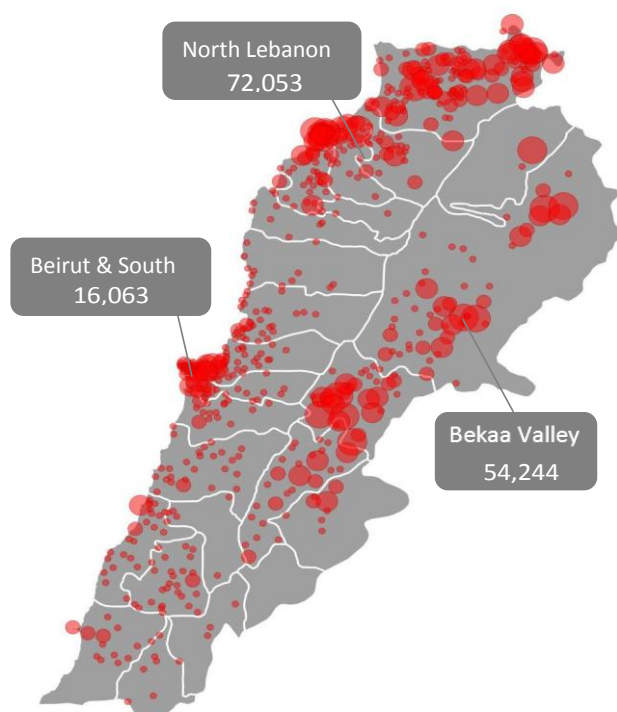 North Lebanon
72,053
Beirut & South
16,063
Bekaa Valley
54,244